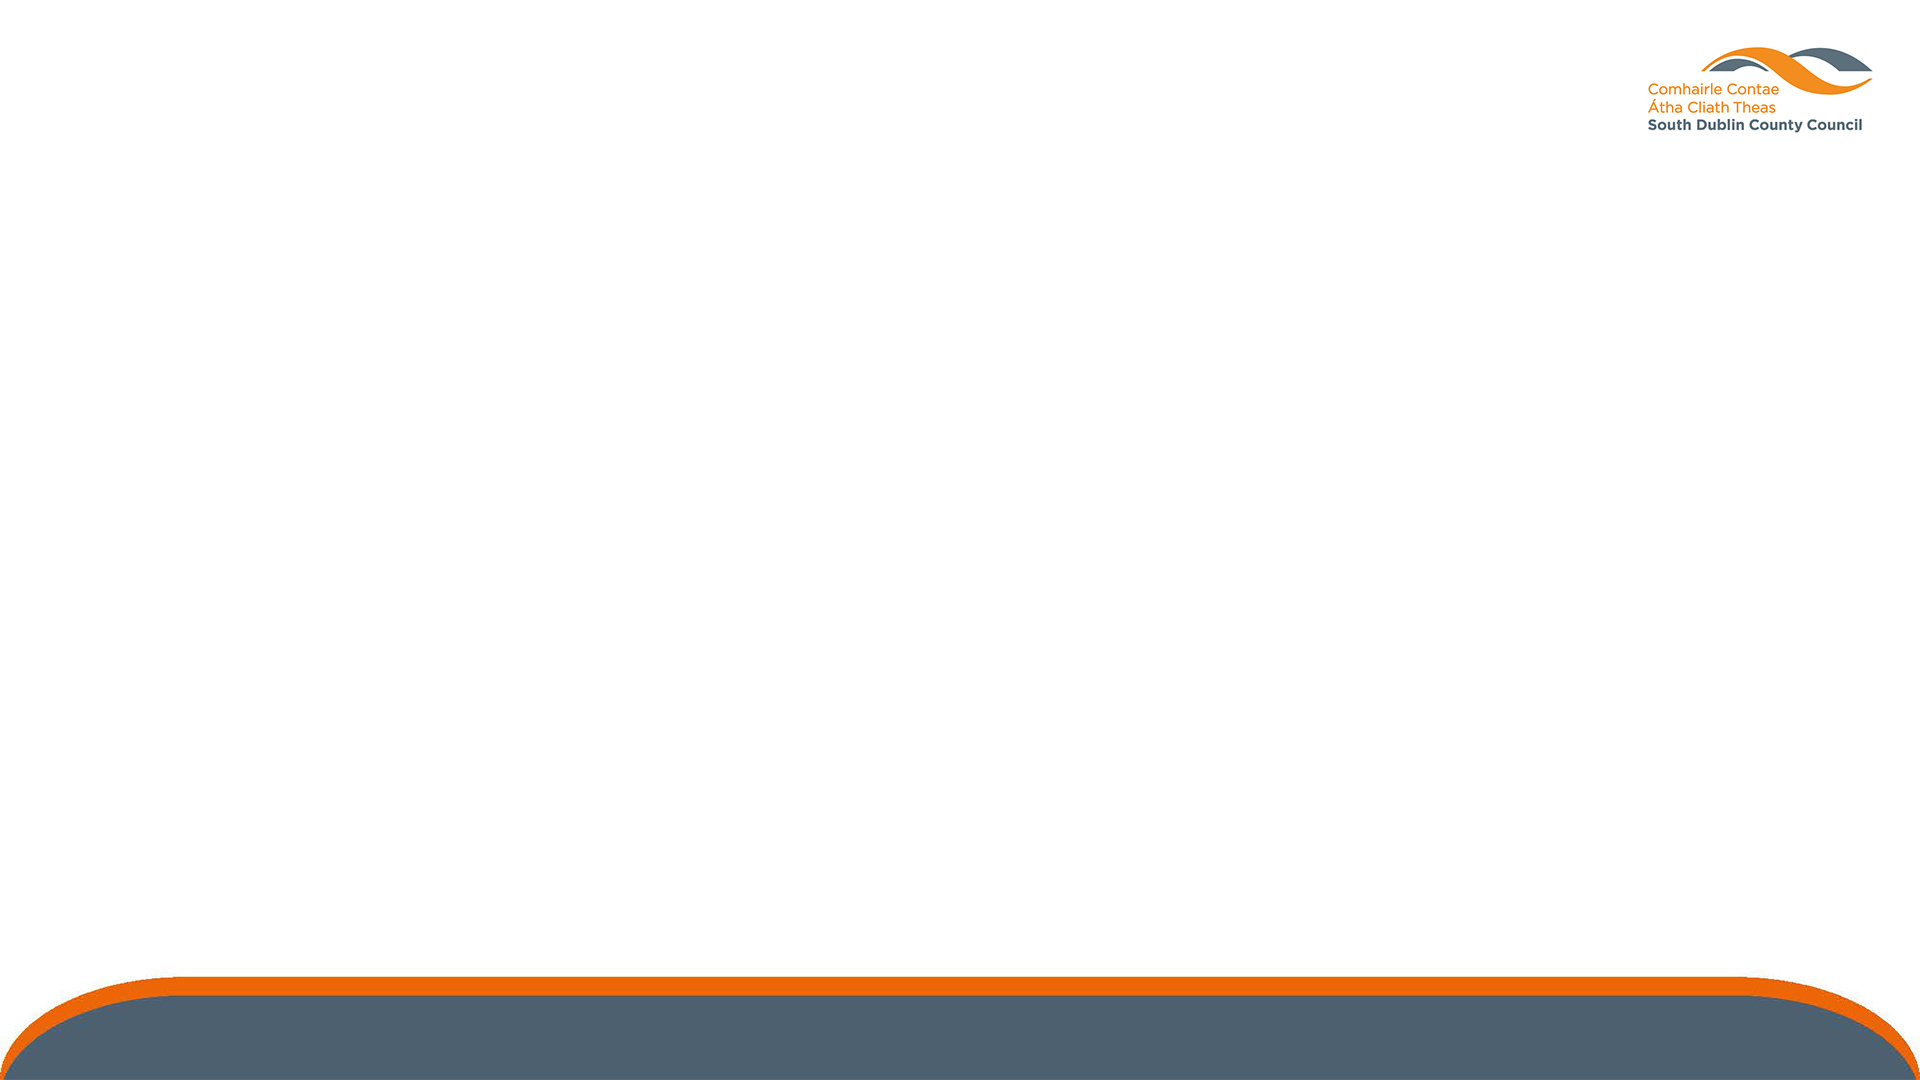 Comhairle Contae
Átha Cliath Theas
South Dublin County Council